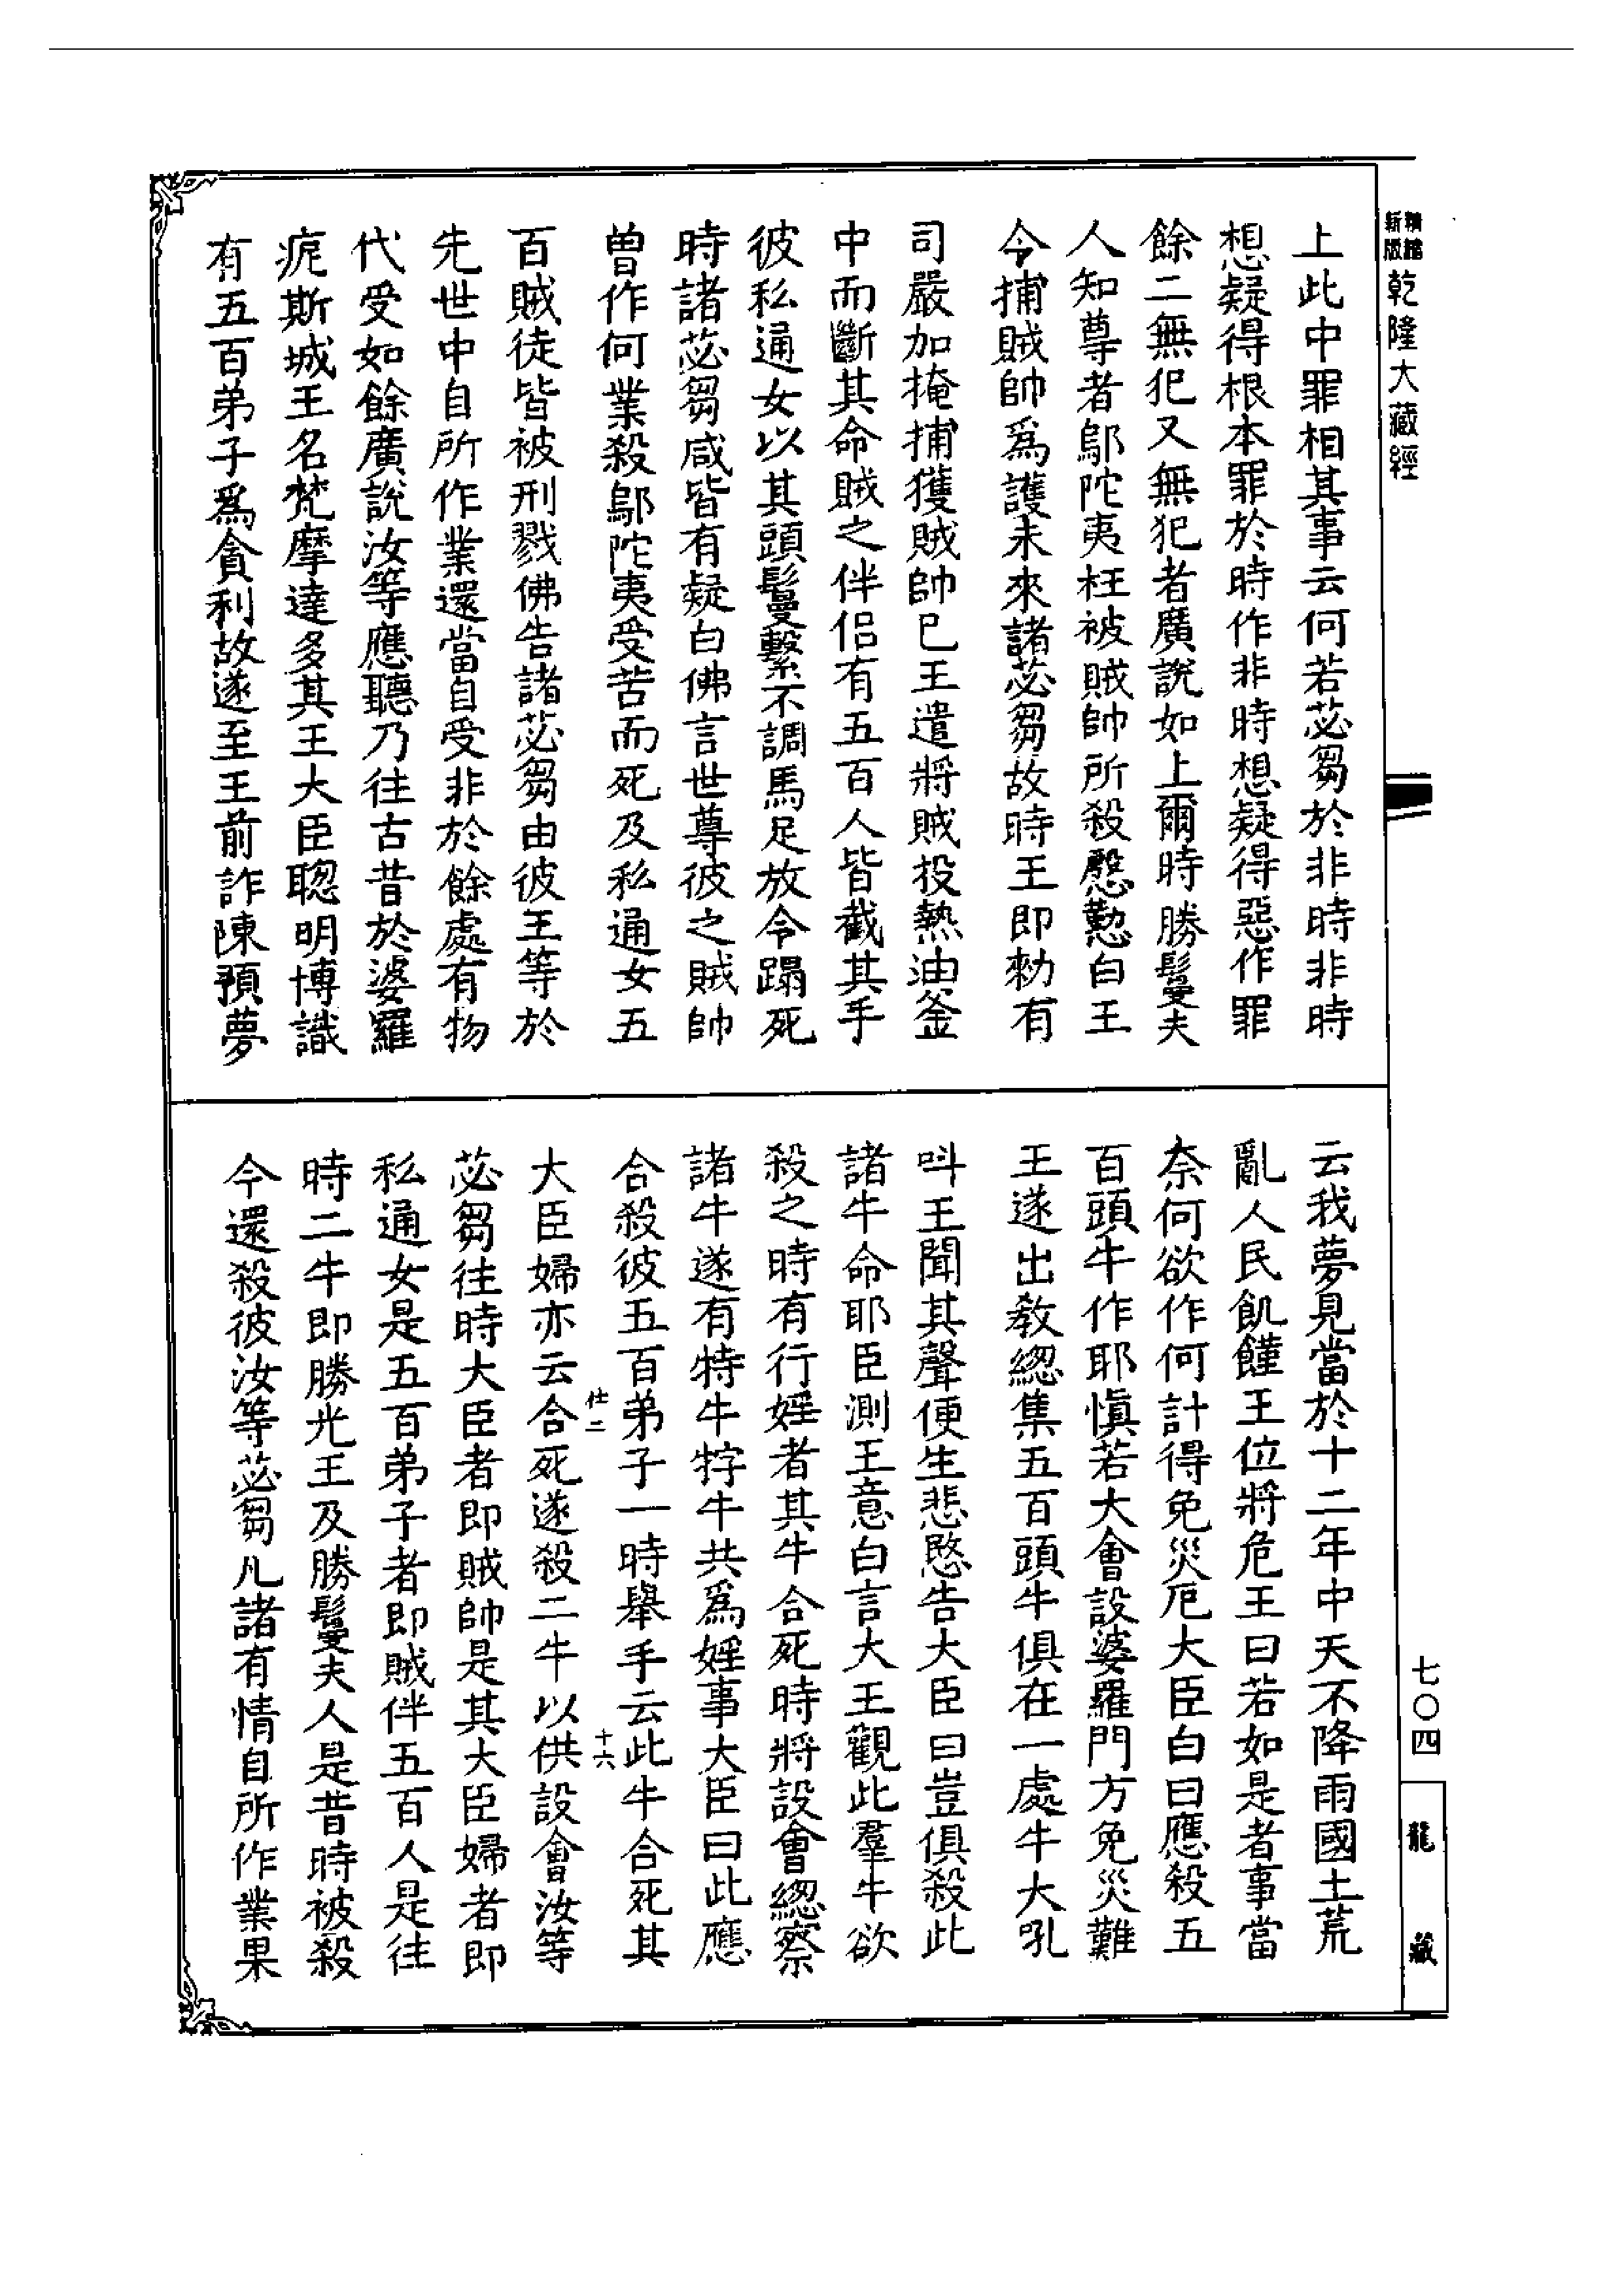 精縮新版
乾隆大藏經
上此中罪相其事云何若苾芻於非時非時
想疑得根本罪於時作非時想疑得惡作罪
餘二無犯又無犯者廣說如上爾時勝鬘夫
人知尊者鄔陀夷枉被賊帥所殺慇懃白王
令捕賊帥爲護未來諸苾芻故時王即勑有
司嚴加掩捕獲賊帥已王遣將賊投熱油釜
中而斷其命賊之伴侣有五百人皆截其手
彼私通女以其頭鬘繫不調馬足放令蹋死
時諸苾芻咸皆有疑白佛言世尊彼之賊帥
曾作何業殺鄔陀夷受苦而死及私通女五
百賊徒皆被刑戮佛告諸苾芻由彼王等於
先世中自所作業還當自受非於餘處有物
代受如餘廣說汝等應聽乃往古昔於婆羅
痆斯城王名梵摩達多其王大臣聰明博識
有五百弟子爲貪利故遂至王前詐陳預夢
云我夢見當於十二年中天不降雨國土荒
亂人民飢饉王位將危王曰若如是者事當
奈何欲作何計得免災厄大臣白曰應殺五
百頭牛作耶愼若大會設婆羅門方免災難
王遂出教緫集五百頭牛俱在一處牛大吼
呌王聞其聲便生悲愍告大臣曰豈俱殺此
諸牛命耶臣測王意白言大王觀此羣牛欲
殺之時有行婬者其牛合死時將設會緫察
諸牛遂有特牛牸牛共爲婬事大臣曰此應
合殺彼五百弟子一時舉手云此牛合死其
仕二
十六
大臣婦亦云合死遂殺二牛以供設會汝等
苾芻往時大臣者即賊帥是其大臣婦者即
私通女是五百弟子者即賊伴五百人是往
時二牛即勝光王及勝鬘夫人是昔時被殺
今還殺彼汝等苾芻凡諸有情自所作業果
七〇四
龍藏